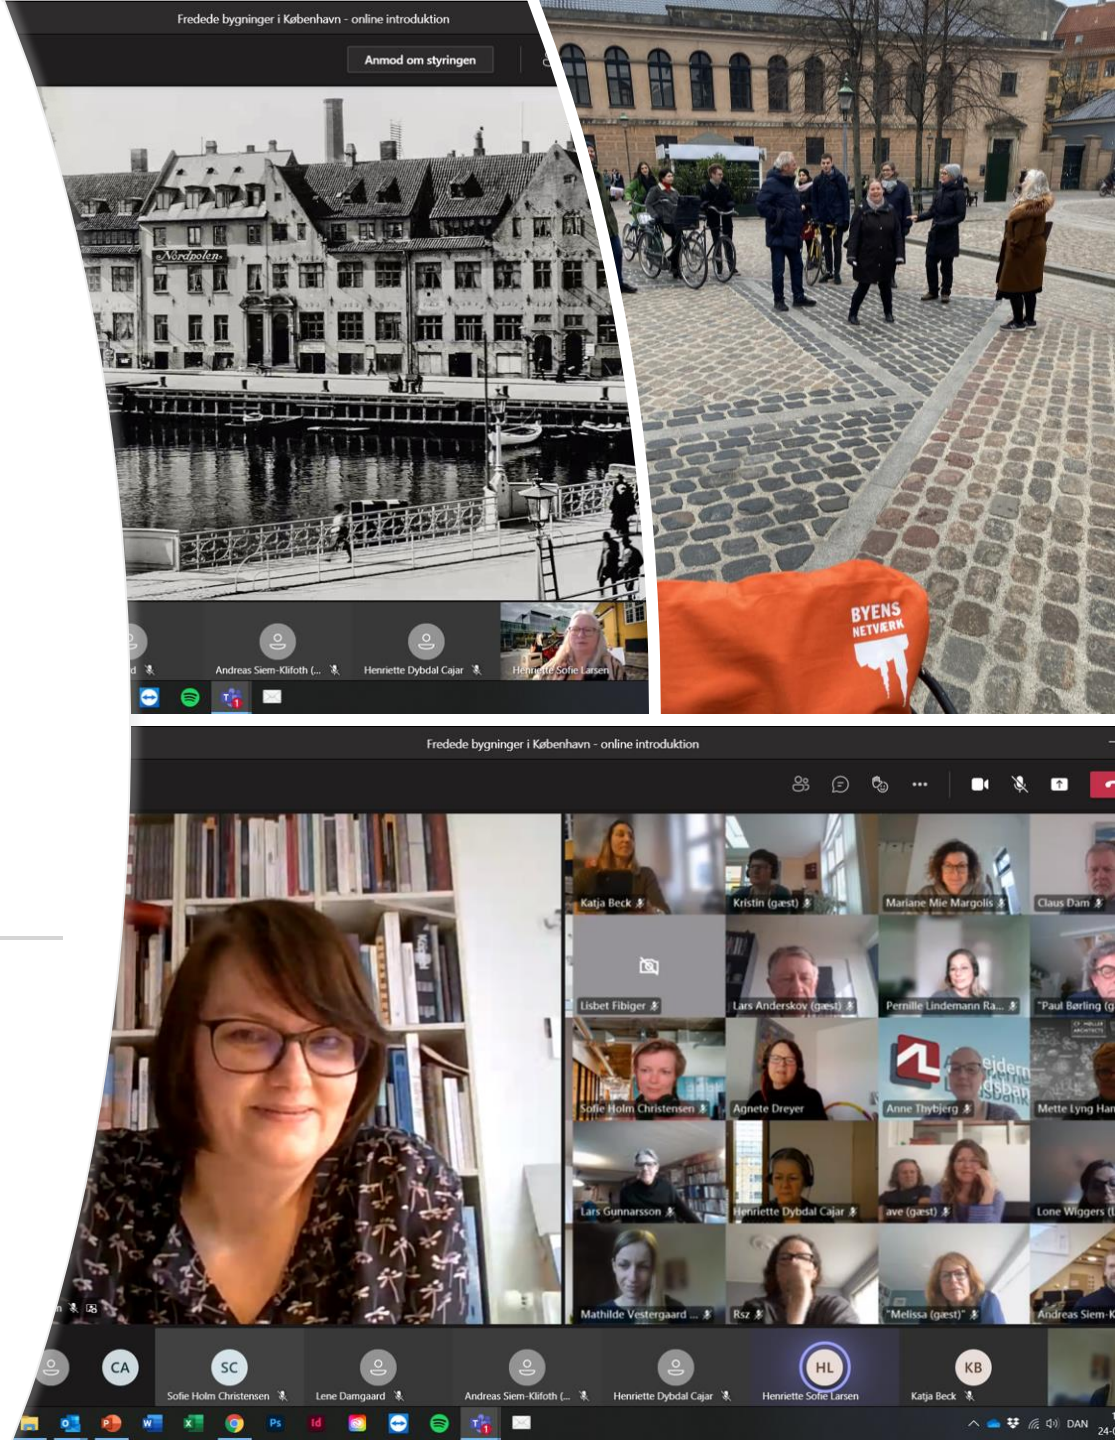 Fredede bygninger i København - online introduktion
Anmod om styringen
Nordpolen
Andreas Siem-Klifoth (...
Henriette Dybdal Cajar
Henriette Sofie Larsen
BYENS
NETVÆRK
Fredede bygninger i København - online introduktion
Katja Beck
Kristin (gæst)
Mariane Mie Margolis
Claus Dam
Lisbet Fibiger
Lars Anderskov (gæst)
Pernille Lindemann Ra...
"Paul Børling (g
Sofie Holm Christensen
Agnete Dreyer
Anne Thybjerg
Mette Lyng Han
Lars Gunnarsson
Henriette Dybdal Cajar
ave (gæst)
Lone Wiggers (
Mathilde Vestergaard ...
Rsz
"Melissa (gæst)"
Andreas Siem-K
CA
SC
HL
KB
Sofie Holm Christensen
Lene Damgaard
Andreas Siem-Klifoth (...
Henriette Dybdal Cajar
Henriette Sofie Larsen
Katja Beck
DAN